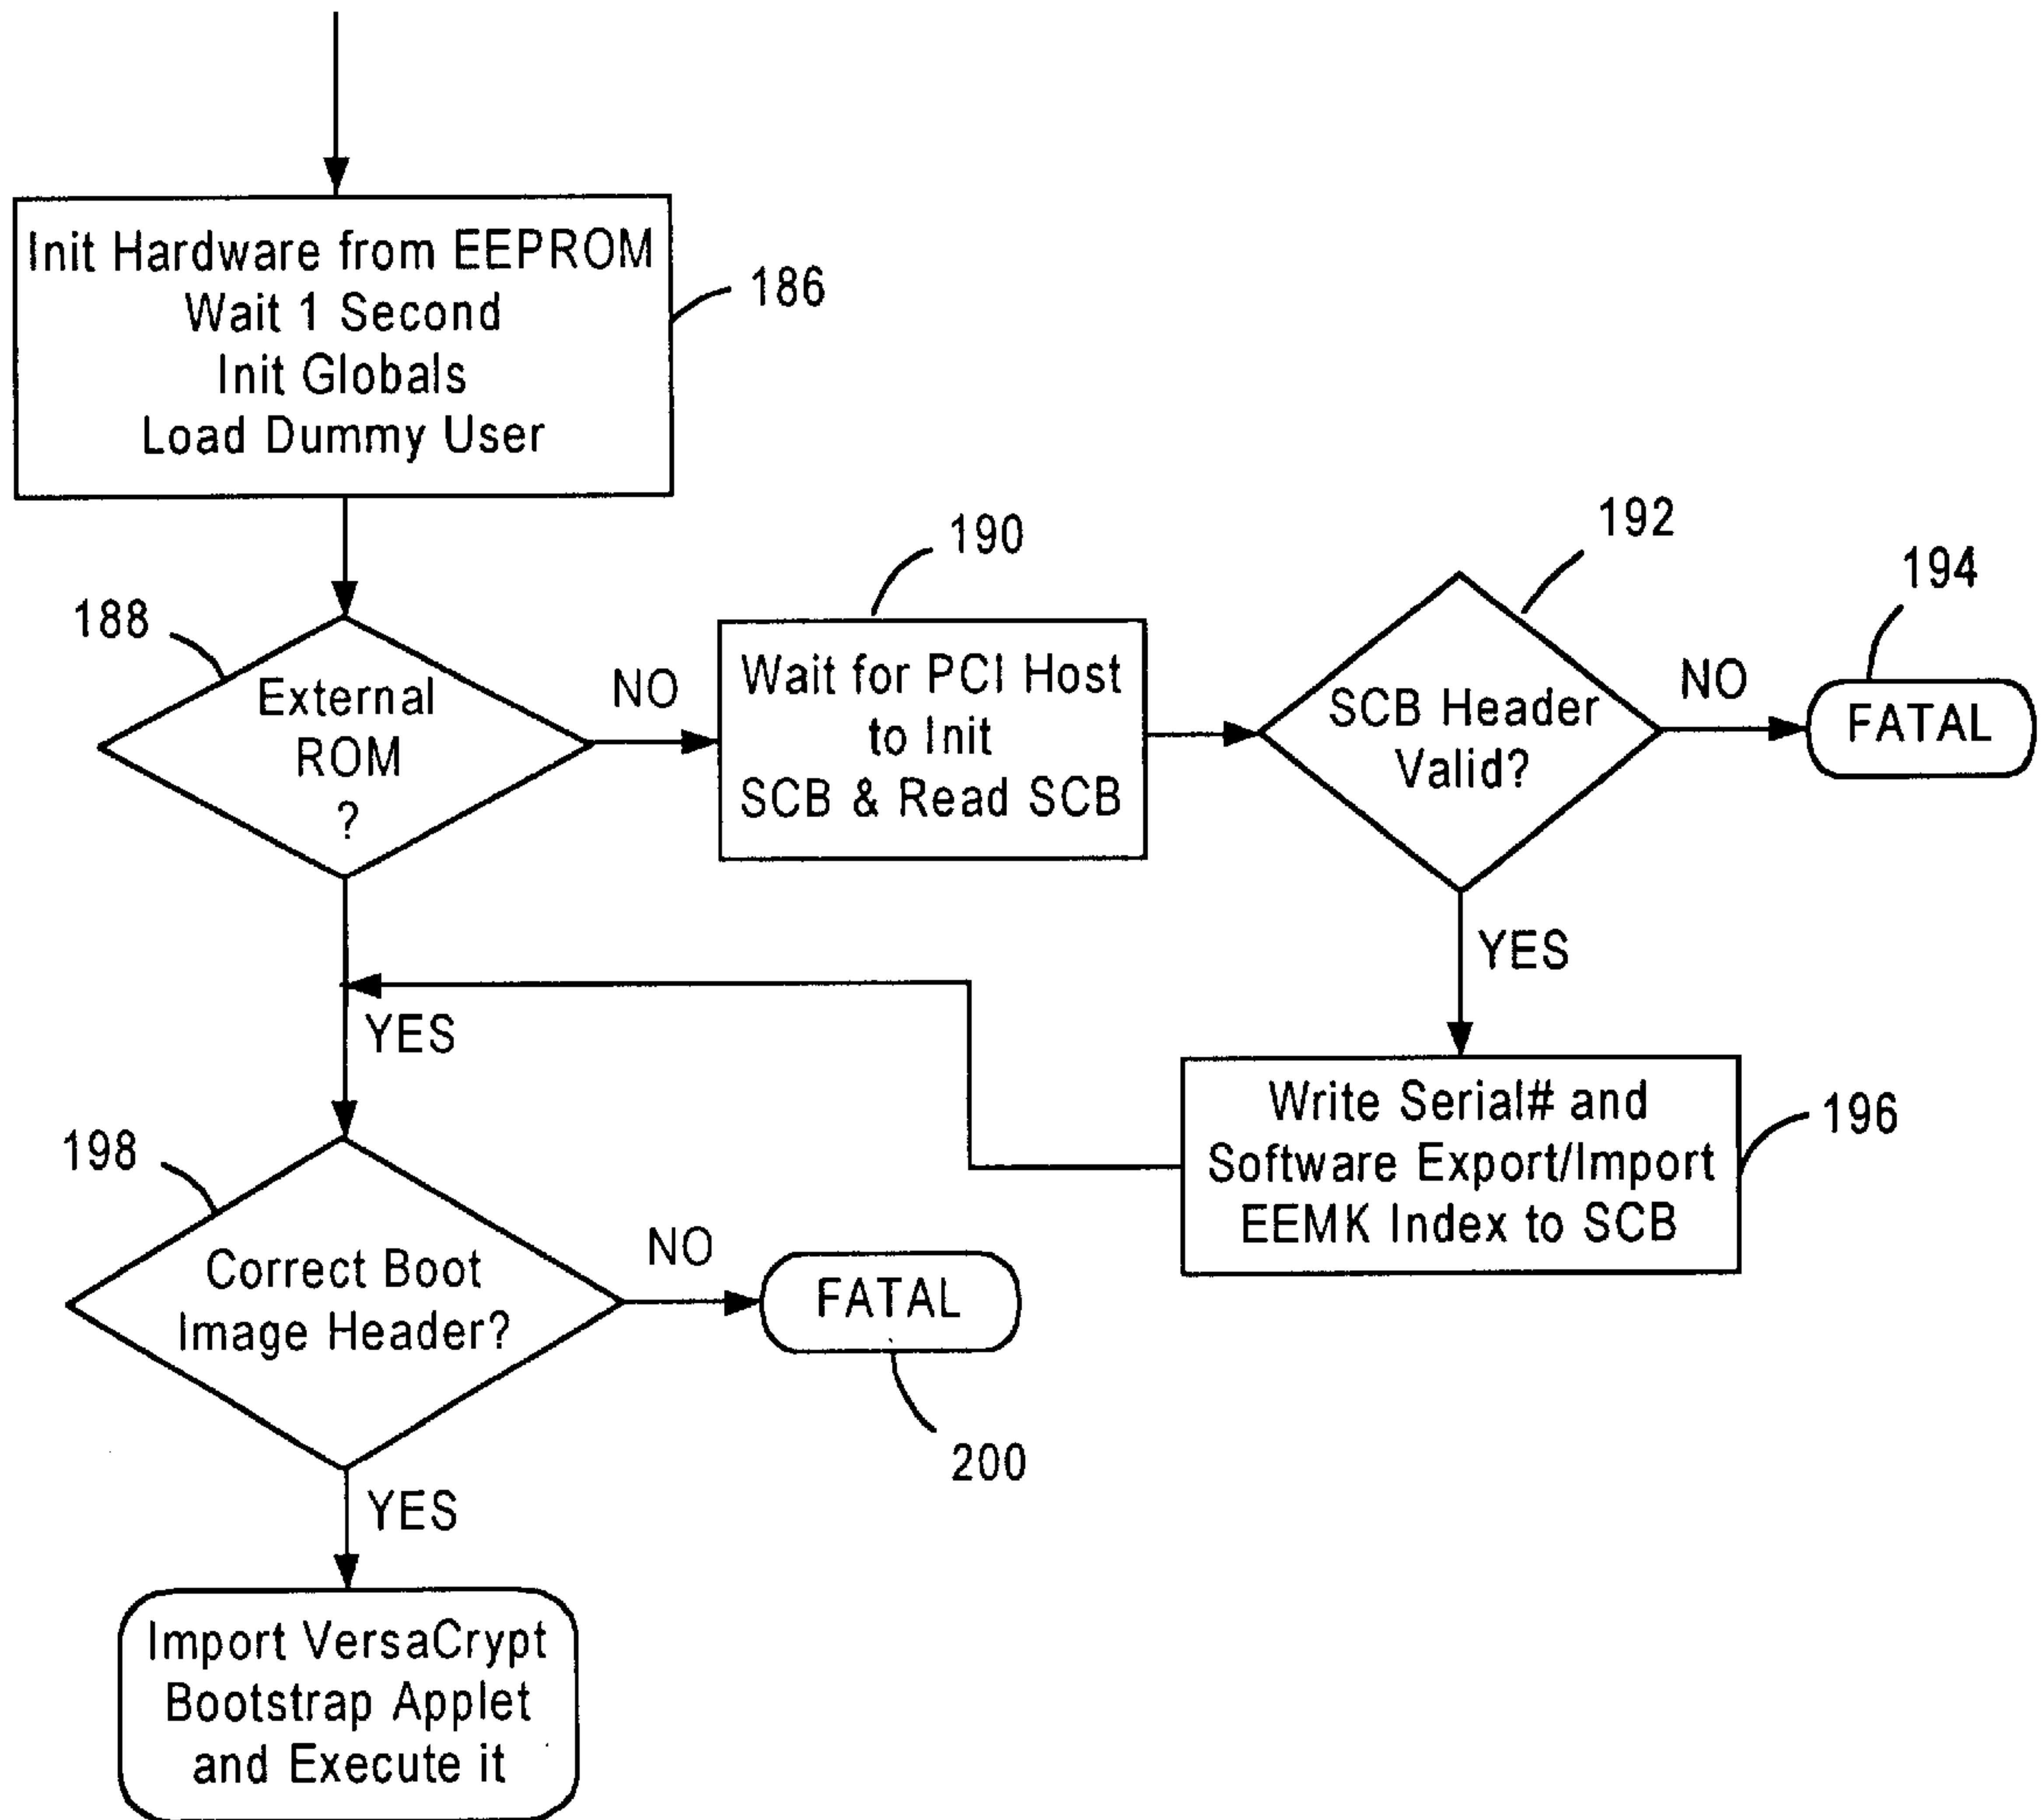 Init Hardware from EEPROM
Wait 1 Second
Init Globals
Load Dummy User
186
188
External
ROM
?
NO
190
Wait for PCI Host
to Init
SCB & Read SCB
192
SCB Header
Valid?
NO
194
FATAL
YES
YES
Write Serial# and
Software Export/Import
EEMK Index to SCB
196
198
Correct Boot
Image Header?
NO
FATAL
200
YES
Import VersaCrypt
Bootstrap Applet
and Execute it